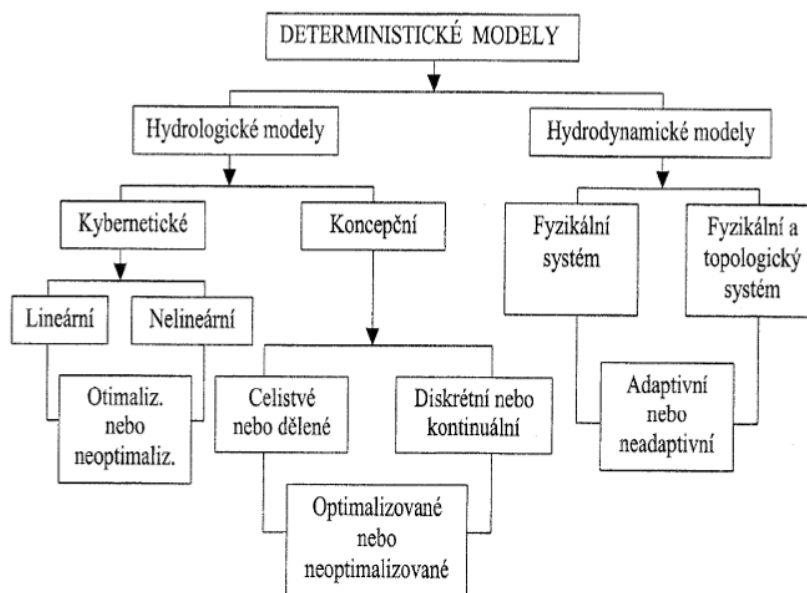 DETERMINISTICKÉ MODELY
Hydrologické modely
Hydrodynamické modely
Kybernetické
Koncepční
Fyzikální
systém
Fyzikální a
topologický
systém
Lineární
Nelineární
Otimaliz.
nebo
neoptimaliz.
Celistvé
nebo dělené
Diskrétní nebo
kontinuální
Adaptivní
nebo
neadaptivní
Optimalizované
nebo
neoptimalizované